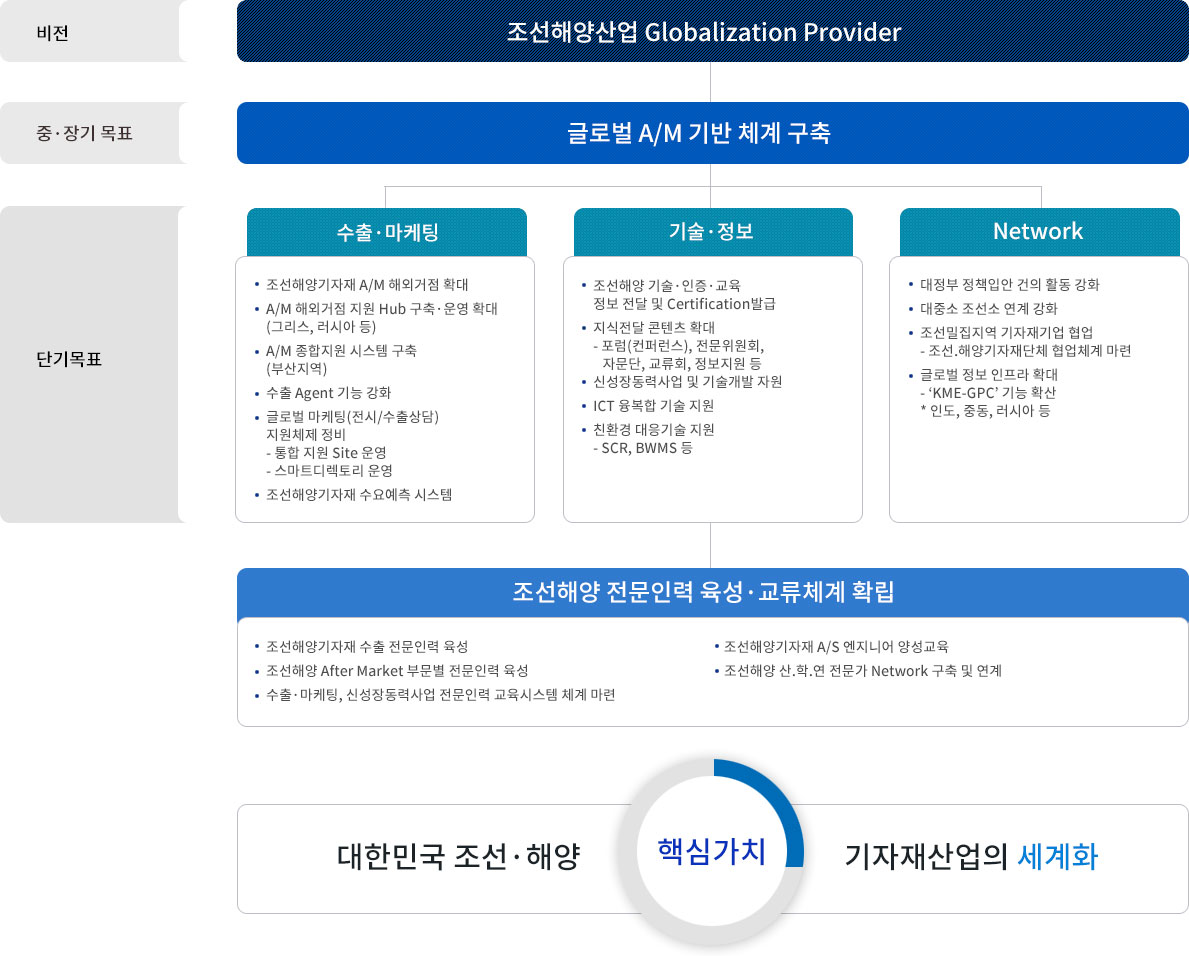 비전
조선해양산업 Globalization Provider
중·장기 목표
글로벌 A/M 기반 체계 구축
단기목표
수출·마케팅
• 조선해양기자재 A/M 해외거점 확대
• A/M 해외거점 지원 Hub 구축·운영 확대
(그리스, 러시아 등)
• A/M 종합지원 시스템 구축
(부산지역)
• 수출 Agent 기능 강화
• 글로벌 마케팅(전시/수출상담)
지원체제 정비
- 통합 지원 Site 운영
- 스마트디렉토리 운영
• 조선해양기자재 수요예측 시스템
기술·정보
• 조선해양 기술·인증·교육
정보 전달 및 Certification발급
• 지식전달 콘텐츠 확대
- 포럼(컨퍼런스), 전문위원회,
자문단, 교류회, 정보지원 등
• 신성장동력사업 및 기술개발 자원
• ICT 융복합 기술 지원
• 친환경 대응기술 지원
- SCR, BWMS 등
Network
• 대정부 정책입안 건의 활동 강화
• 대중소 조선소 연계 강화
• 조선밀집지역 기자재기업 협업
- 조선.해양기자재단체 협업체계 마련
• 글로벌 정보 인프라 확대
- ‘KME-GPC’ 기능 확산
* 인도, 중동, 러시아 등
조선해양 전문인력 육성·교류체계 확립
• 조선해양기자재 수출 전문인력 육성
• 조선해양 After Market 부문별 전문인력 육성
• 수출·마케팅, 신성장동력사업 전문인력 교육시스템 체계 마련
• 조선해양기자재 A/S 엔지니어 양성교육
• 조선해양 산.학.연 전문가 Network 구축 및 연계
대한민국 조선·해양
핵심가치
기자재산업의 세계화